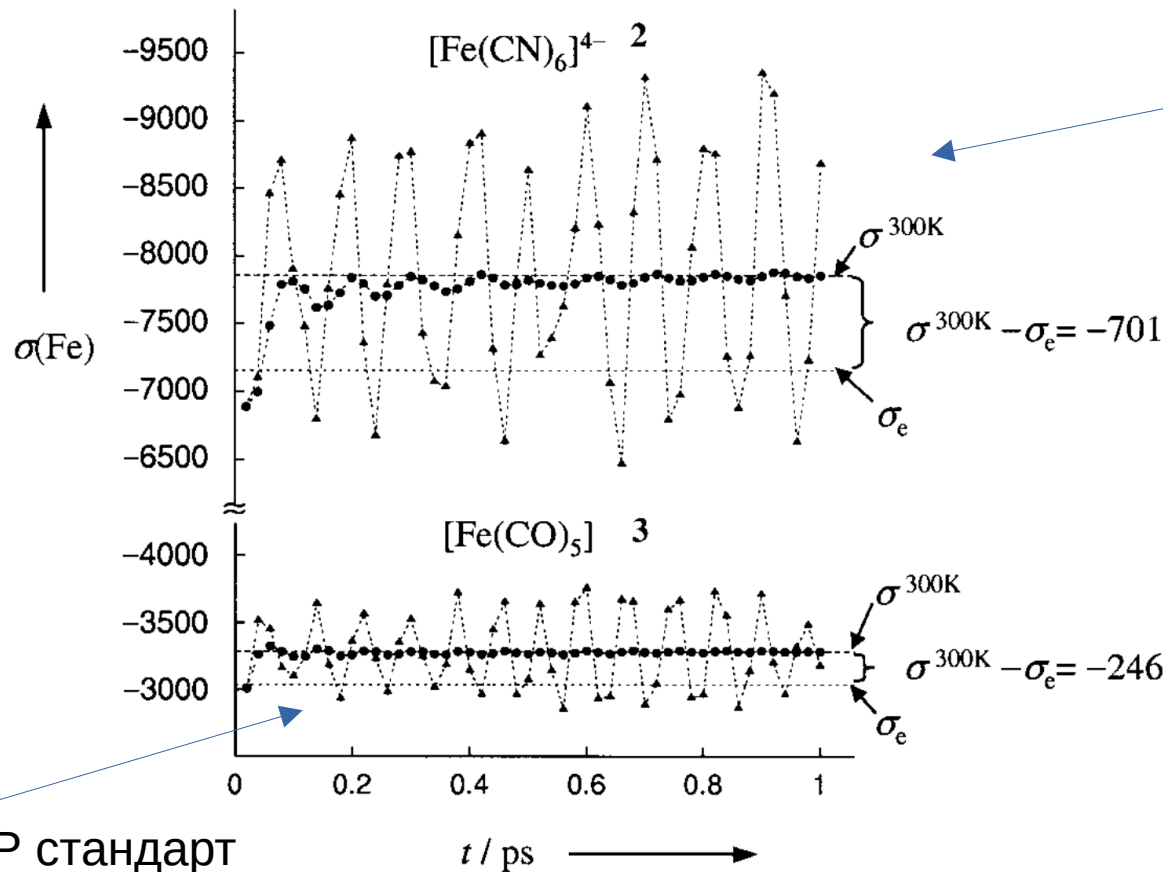 [Fe(CN)₆]⁴⁻ 2
–9500
–9000
–8500
–8000
–7500
–7000
–6500
σ(Fe)
σ³⁰⁰ᴷ
σ³⁰⁰ᴷ –σₑ= –701
σₑ
[Fe(CO)₅] 3
–4000
–3500
–3000
σ³⁰⁰ᴷ
σ³⁰⁰ᴷ –σₑ= –246
σₑ
0 0.2 0.4 0.6 0.8 1
t / ps
стандарт